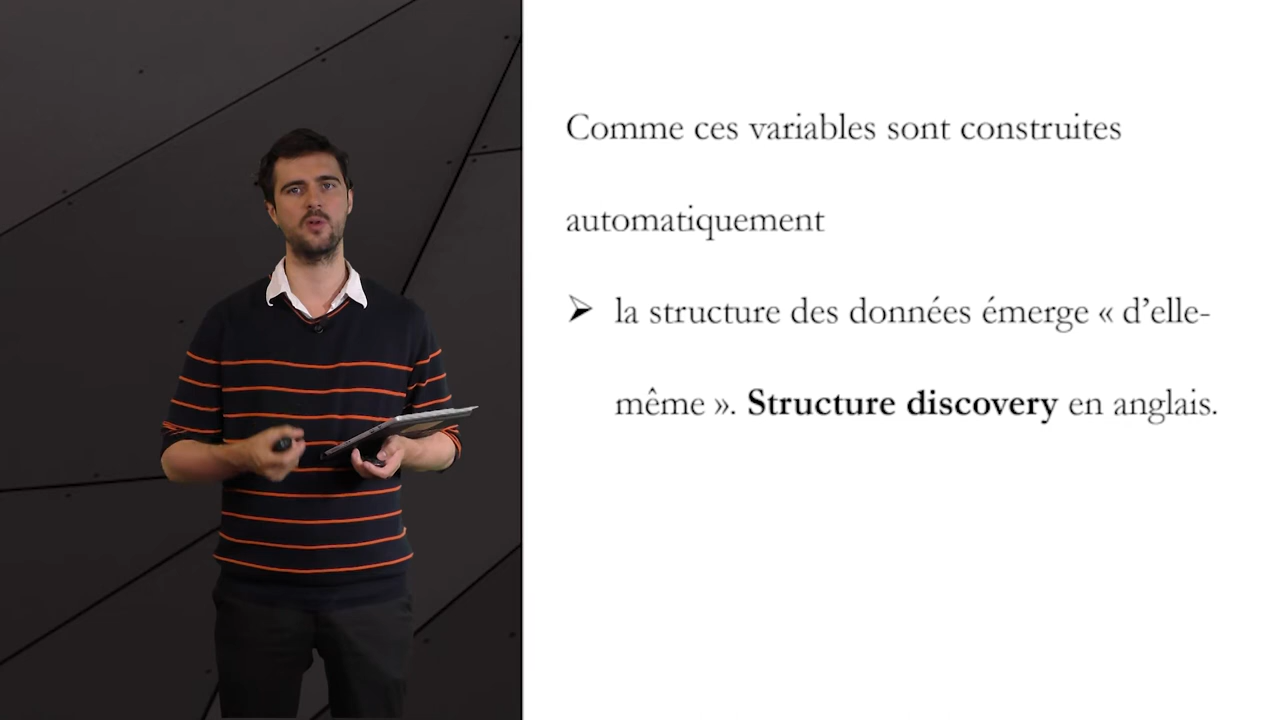 Comme ces variables sont construites
automatiquement
➢ la structure des données émerge « d’elle-
même ». Structure discovery en anglais.